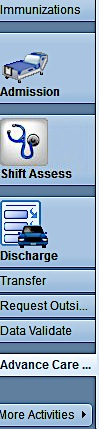 Immunizations
Admission
Shift Assess
Discharge
Transfer
Request Outsi...
Data Validate
Advance Care ...
More Activities